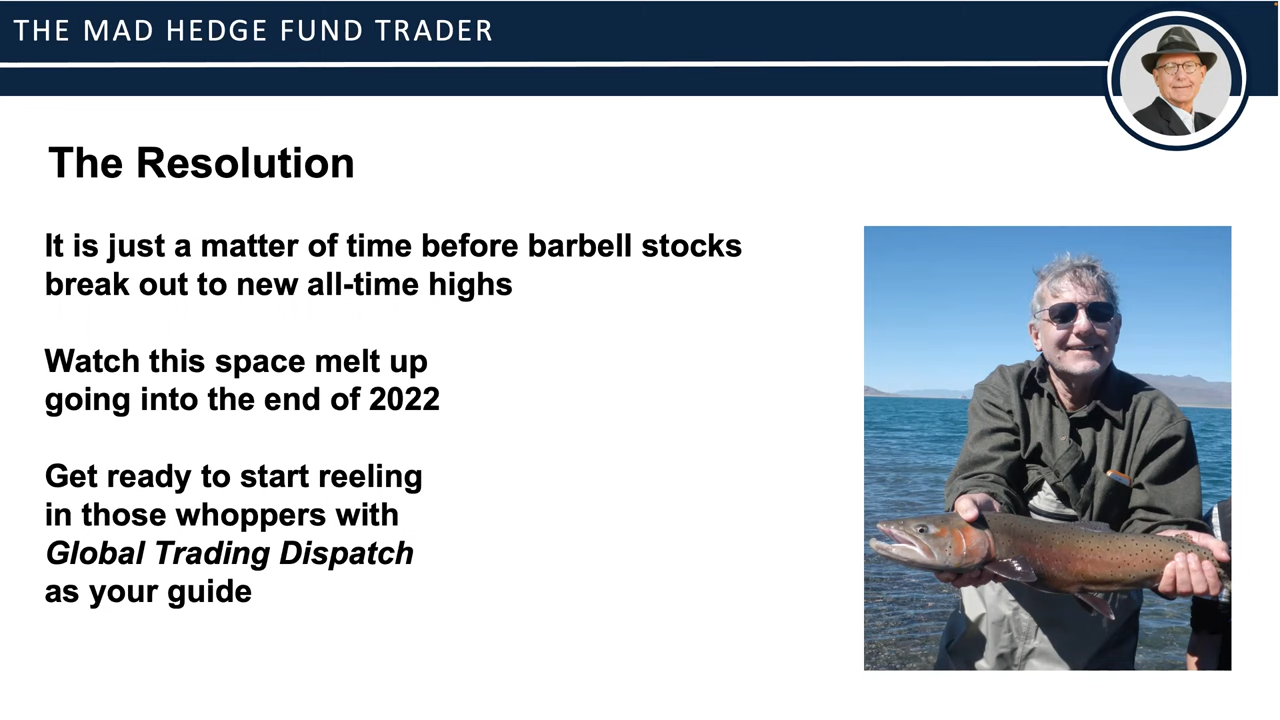 THE MAD HEDGE FUND TRADER
The Resolution
It is just a matter of time before barbell stocks
break out to new all-time highs
Watch this space melt up
going into the end of 2022
Get ready to start reeling
in those whoppers with
Global Trading Dispatch
as your guide